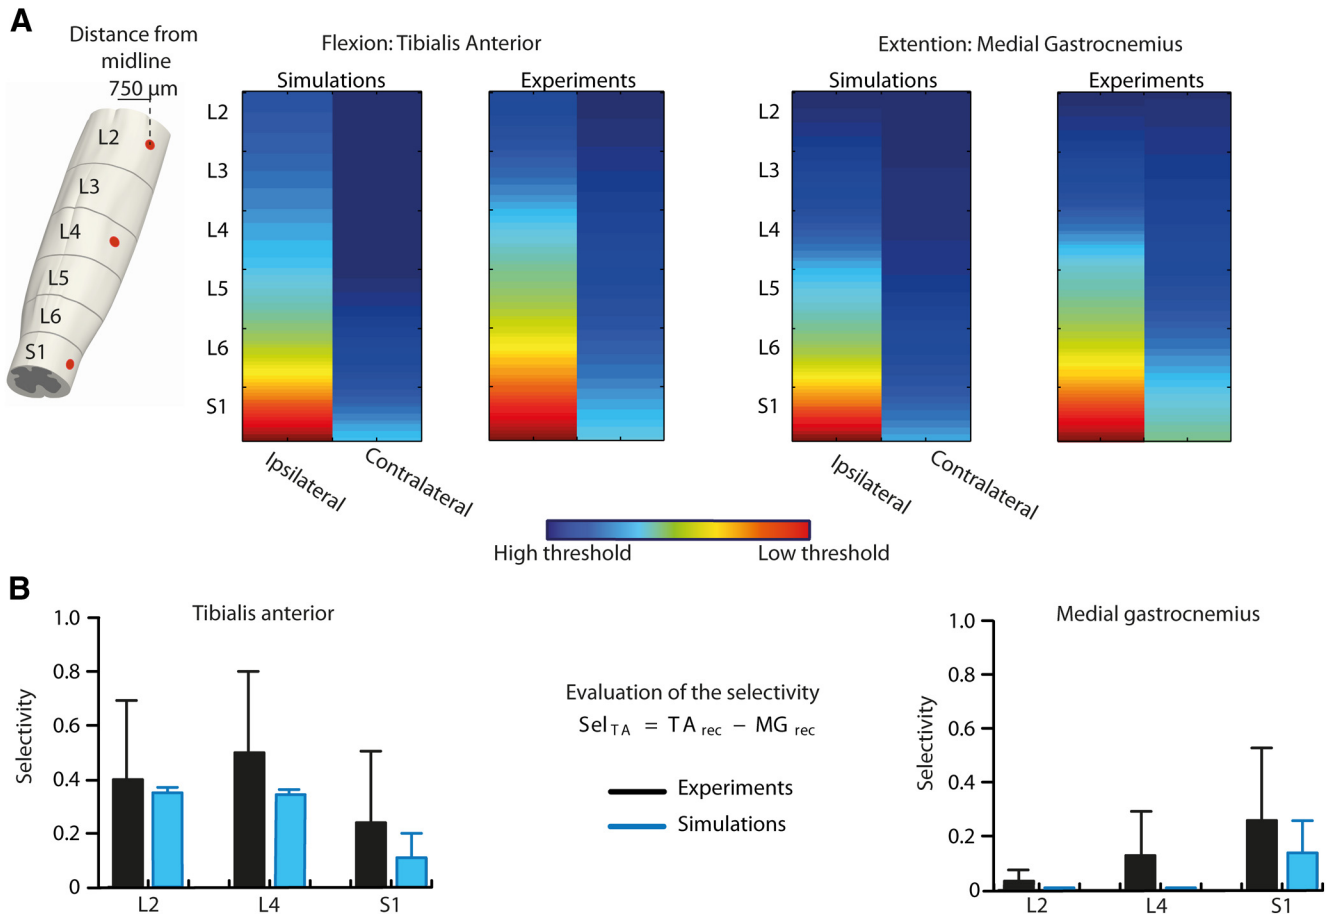 A
Distance from
midline
750 µm
L2
L3
L4
L5
L6
S1
Flexion: Tibialis Anterior
Simulations
Experiments
L2
L3
L4
L5
L6
S1
Ipsilateral
Contralateral
Extention: Medial Gastrocnemius
Simulations
Experiments
L2
L3
L4
L5
L6
S1
Ipsilateral
Contralateral
High threshold
Low threshold
B
Tibialis anterior
Selectivity
1.0
0.8
0.6
0.4
0.2
0
L2
L4
S1
Evaluation of the selectivity
Sel TA = TA rec − MG rec
Experiments
Simulations
Medial gastrocnemius
Selectivity
1.0
0.8
0.6
0.4
0.2
0
L2
L4
S1